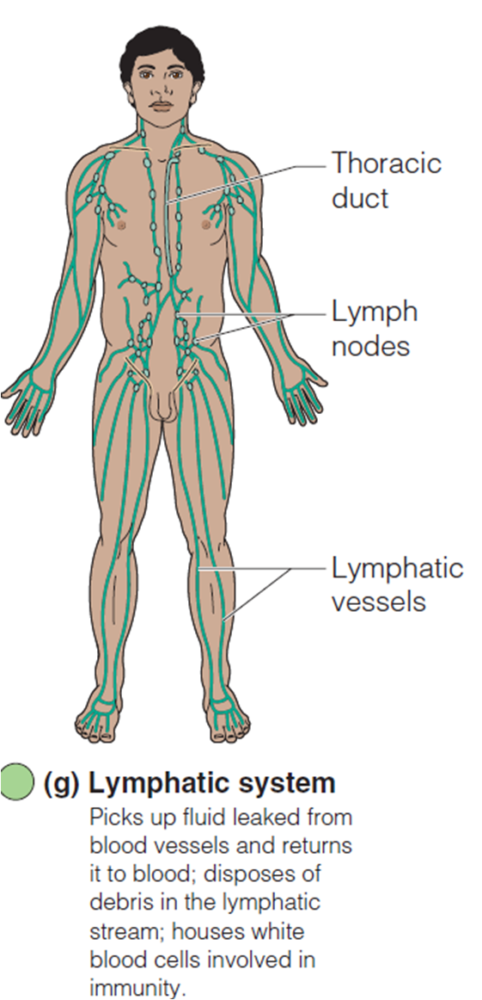 Thoracic
duct
Lymph
nodes
Lymphatic
vessels
(g) Lymphatic system
Picks up fluid leaked from
blood vessels and returns
it to blood; disposes of
debris in the lymphatic
stream; houses white
blood cells involved in
immunity.